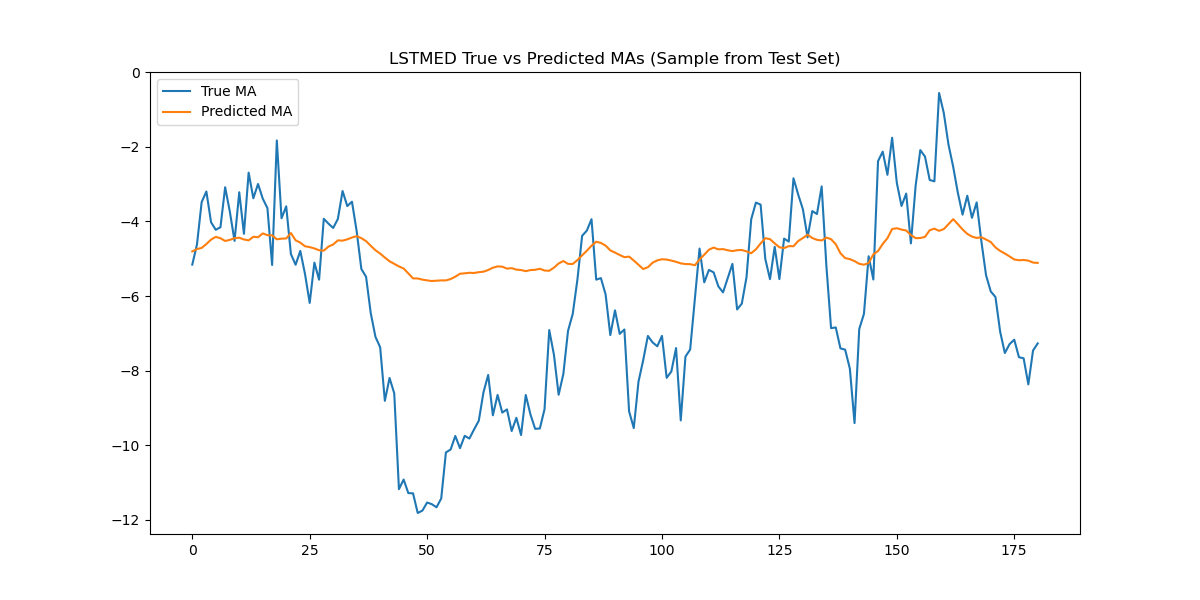 LSTMED True vs Predicted MAs (Sample from Test Set)
True MA
Predicted MA
0
−2
−4
−6
−8
−10
−12
0 25 50 75 100 125 150 175